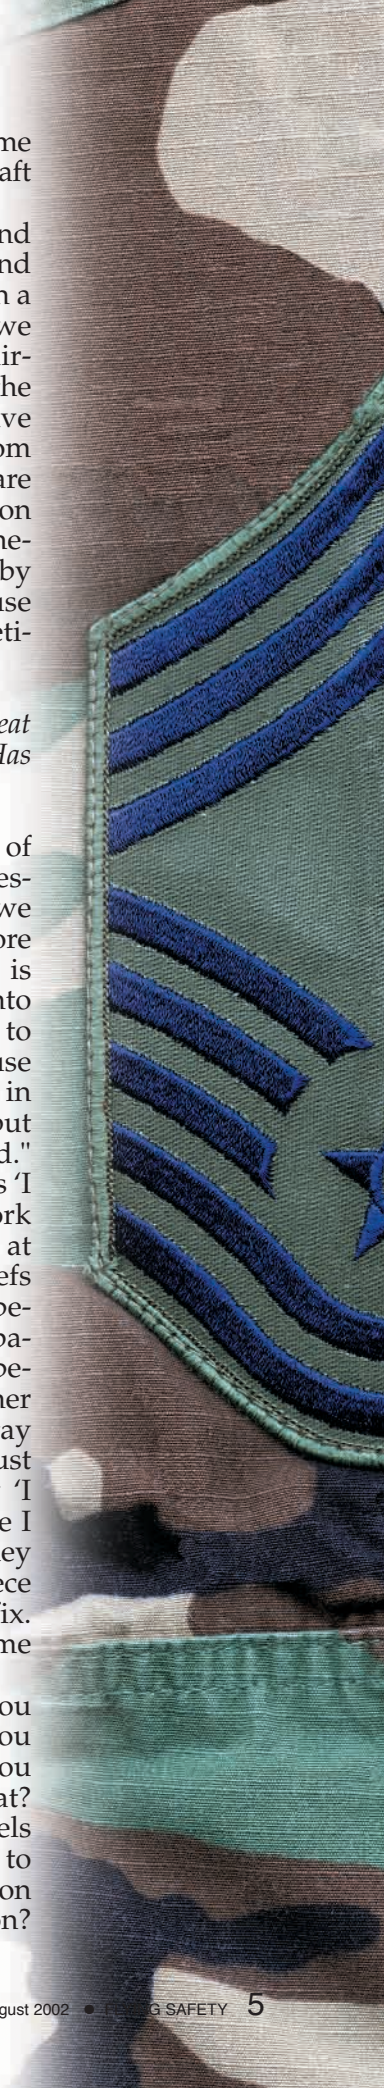 me
aft
nd
nd
n a
we
ir-
he
ve
om
are
on
ne-
by
use
eti-
eat
Has
of
es-
we
ore
is
nto
to
use
in
out
d."
s ‘I
ork
at
efs
pe-
pa-
be-
her
ay
ust
‘I
e I
ey
ece
fix.
me
ou
ou
ou
at?
els
to
on
on?
gust 2002 ● G SAFETY 5